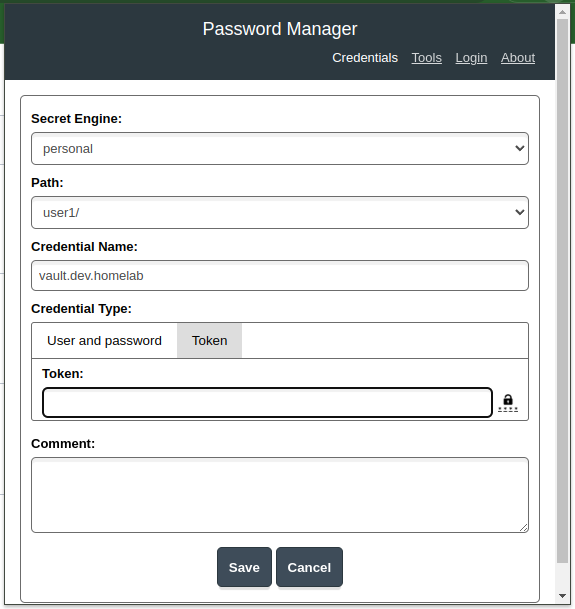 Password Manager
Credentials Tools Login About
Secret Engine:
personal
Path:
user1/
Credential Name:
vault.dev.homelab
Credential Type:
User and password Token
Token:
Comment:
Save Cancel